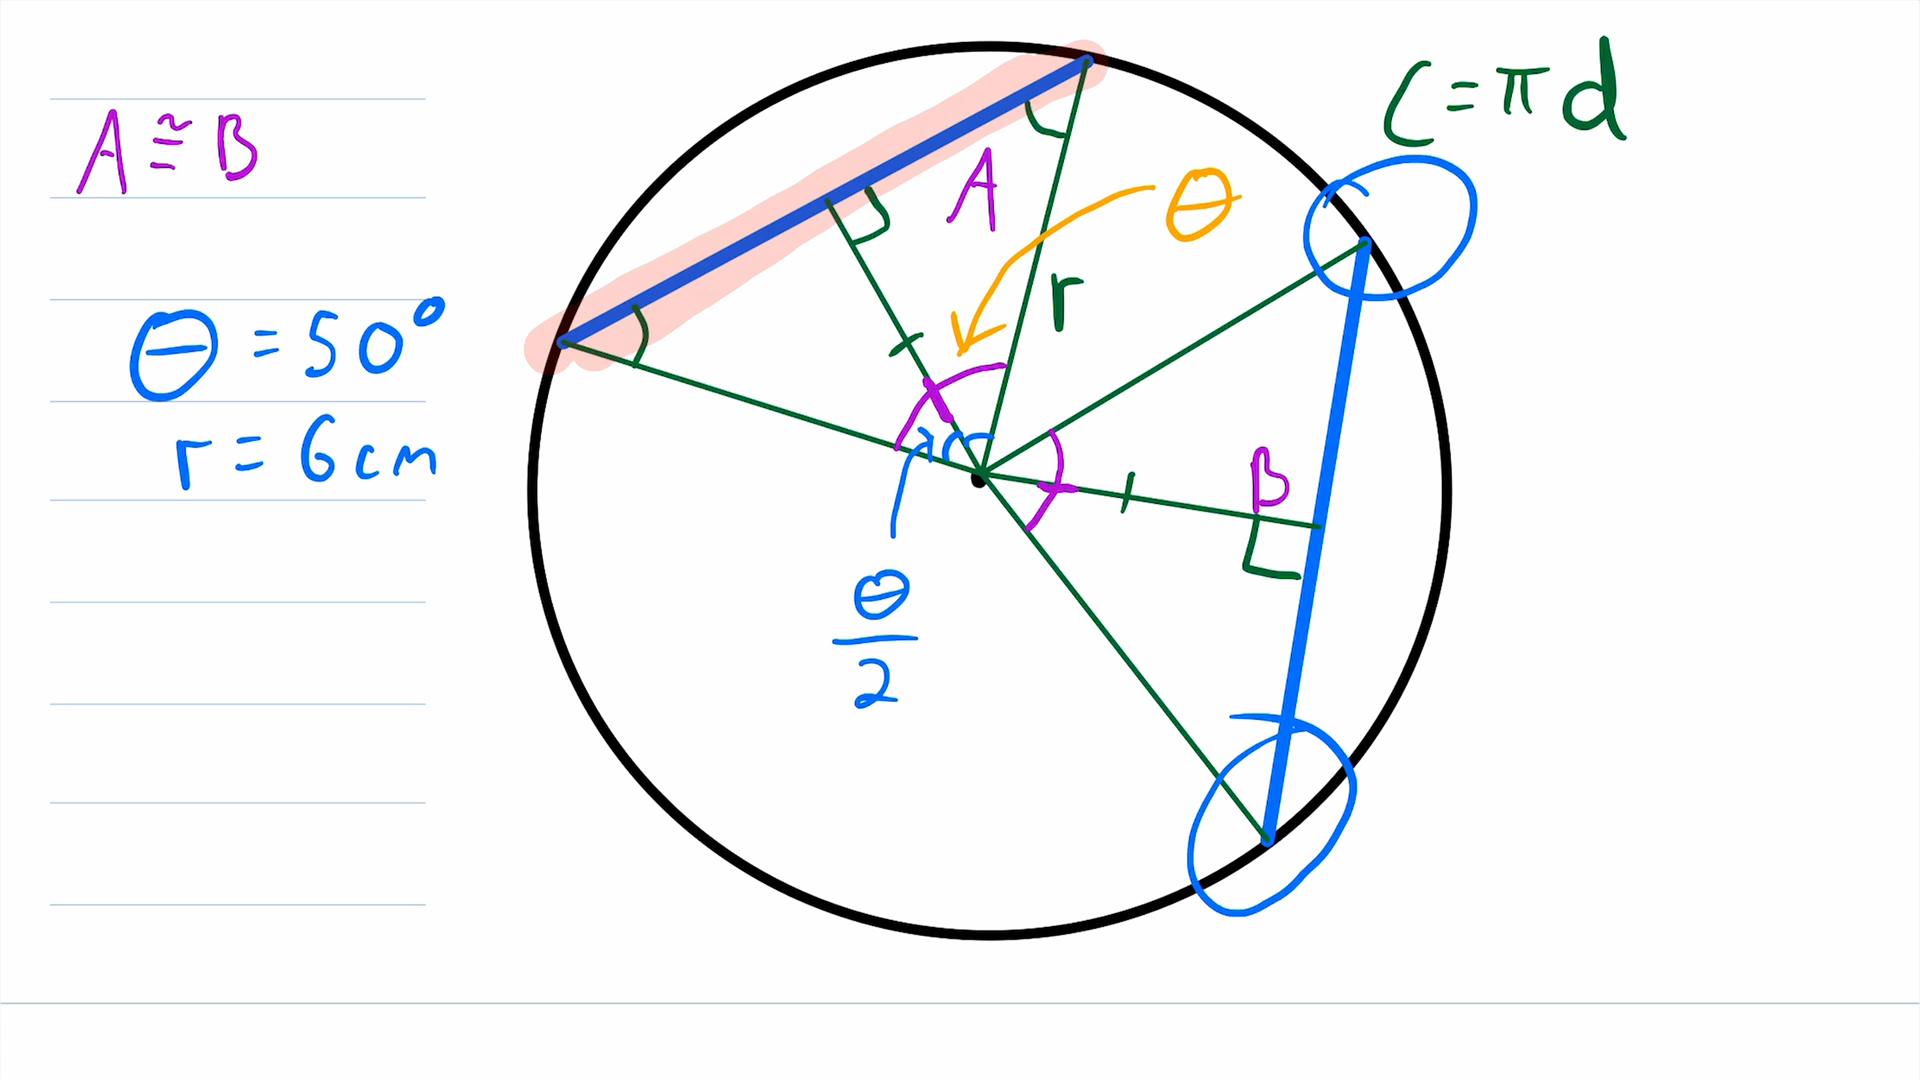 A ≅ B
θ = 50°
r = 6cm
C = πd
A
θ
r
B
θ
2